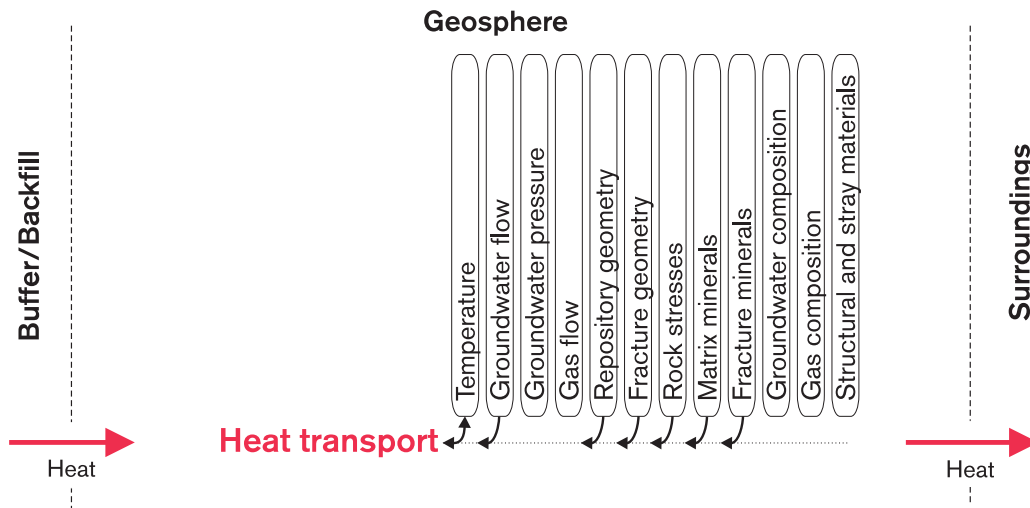 Geosphere
Buffer/Backfill
Temperature
Groundwater flow
Groundwater pressure
Gas flow
Repository geometry
Fracture geometry
Rock stresses
Matrix minerals
Fracture minerals
Groundwater composition
Gas composition
Structural and stray materials
Surroundings
Heat transport
Heat
Heat